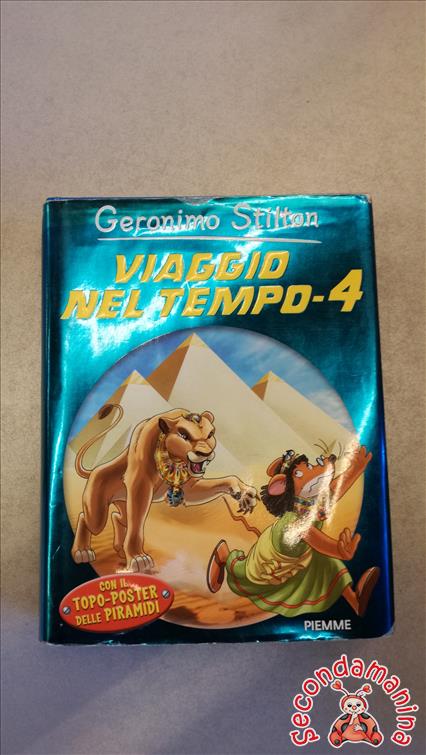 Geronimo Stilton
VIAGGIO
NEL TEMPO-4
CON IL
TOPO-POSTER
DELLE PIRAMIDI
PIEMME
Secondamanina